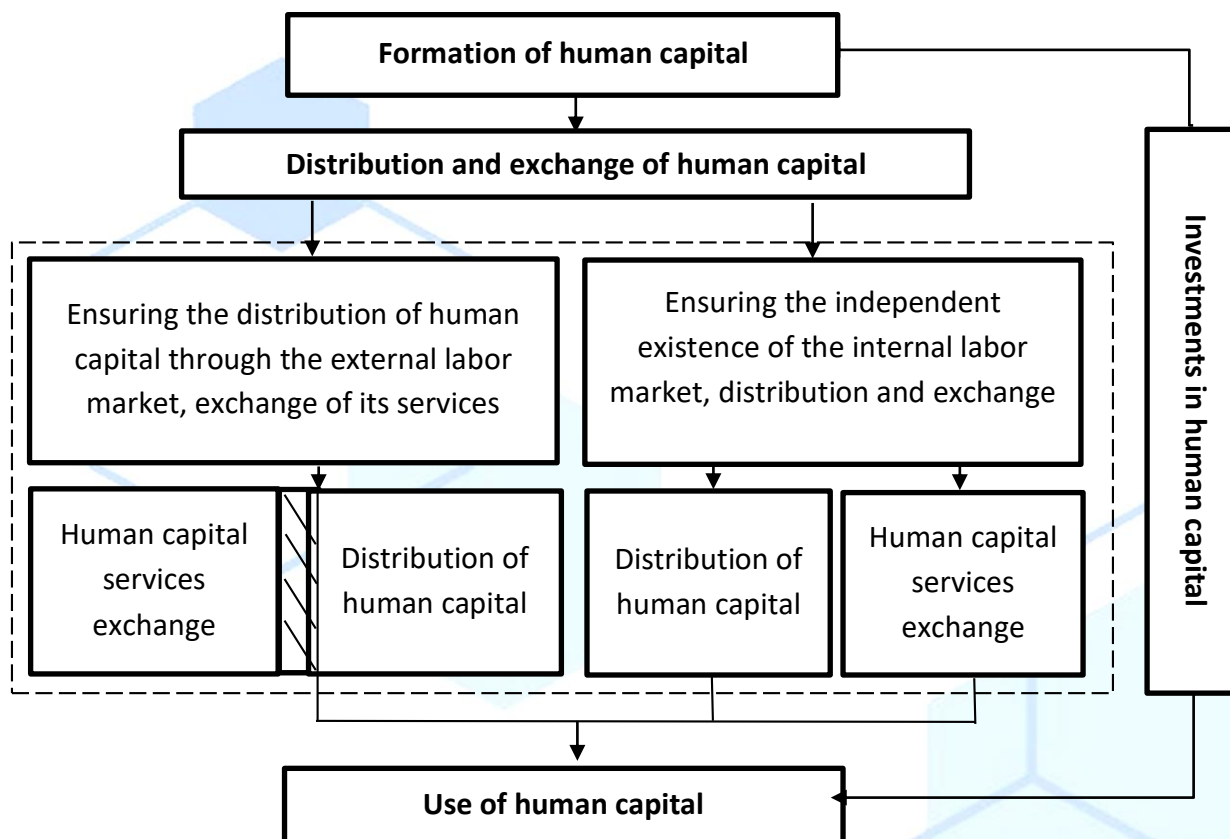 Formation of human capital
Distribution and exchange of human capital
Ensuring the distribution of human
capital through the external labor
market, exchange of its services
Ensuring the independent
existence of the internal labor
market, distribution and exchange
Human capital
services
exchange
Distribution of
human capital
Distribution of
human capital
Human capital
services
exchange
Investments in human capital
Use of human capital